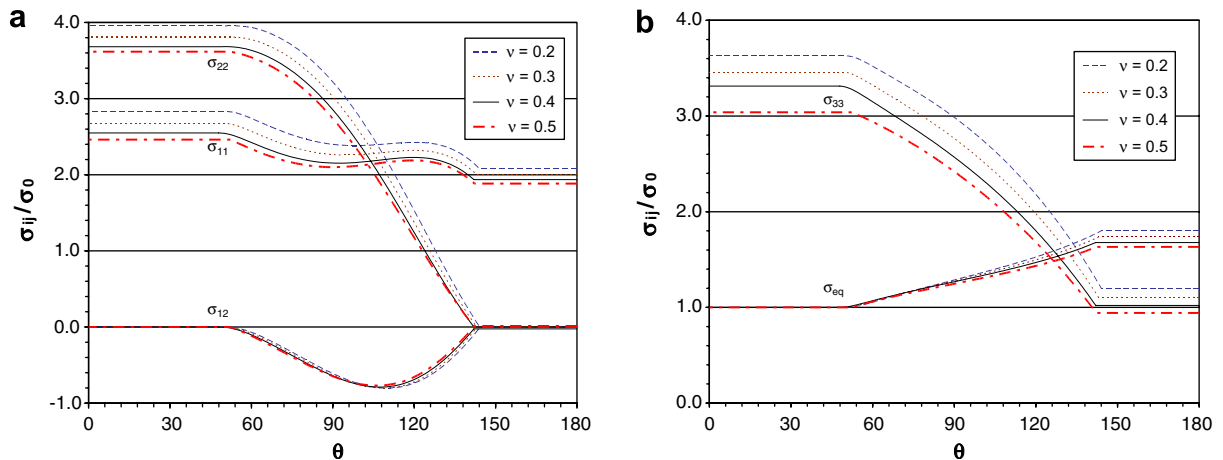 a
4.0
3.0
2.0
1.0
0.0
-1.0
σij/σ0
σ22
σ11
σ12
ν = 0.2
ν = 0.3
ν = 0.4
ν = 0.5
0 30 60 90 120 150 180
θ
b
4.0
3.0
2.0
1.0
0.0
σij/σ0
σ33
σeq
ν = 0.2
ν = 0.3
ν = 0.4
ν = 0.5
0 30 60 90 120 150 180
θ